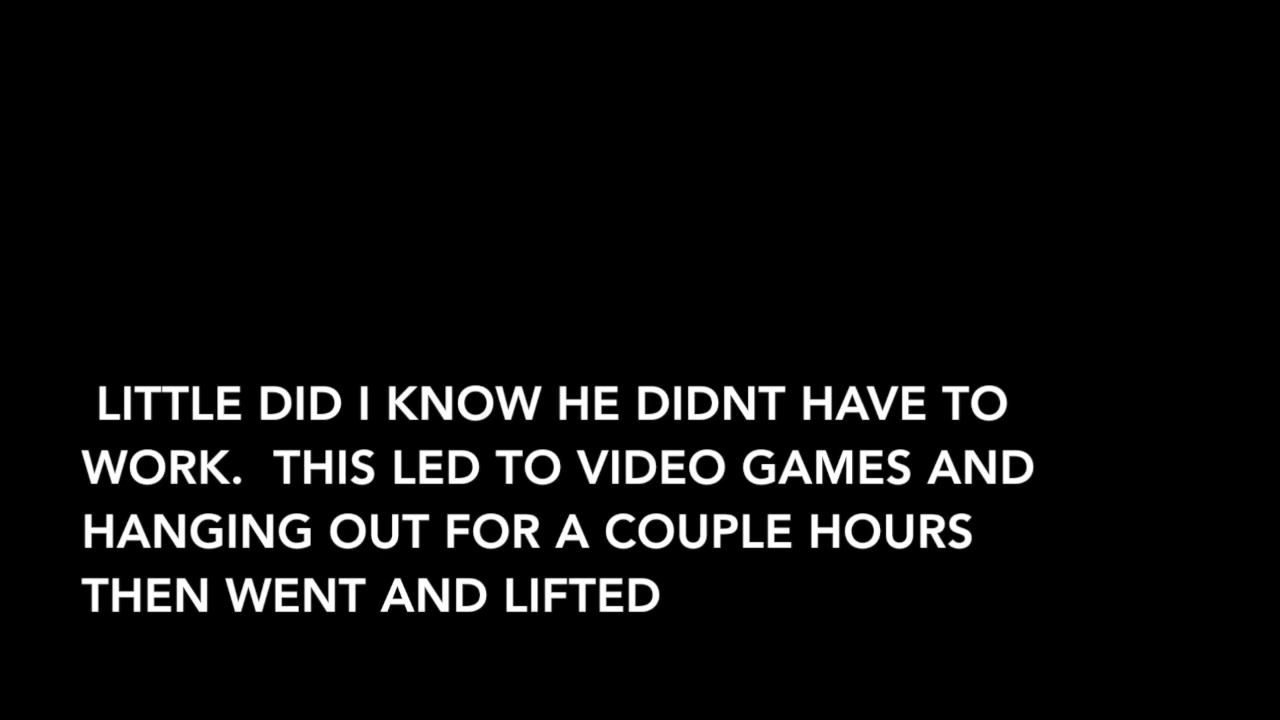 LITTLE DID I KNOW HE DIDNT HAVE TO
WORK.  THIS LED TO VIDEO GAMES AND
HANGING OUT FOR A COUPLE HOURS
THEN WENT AND LIFTED